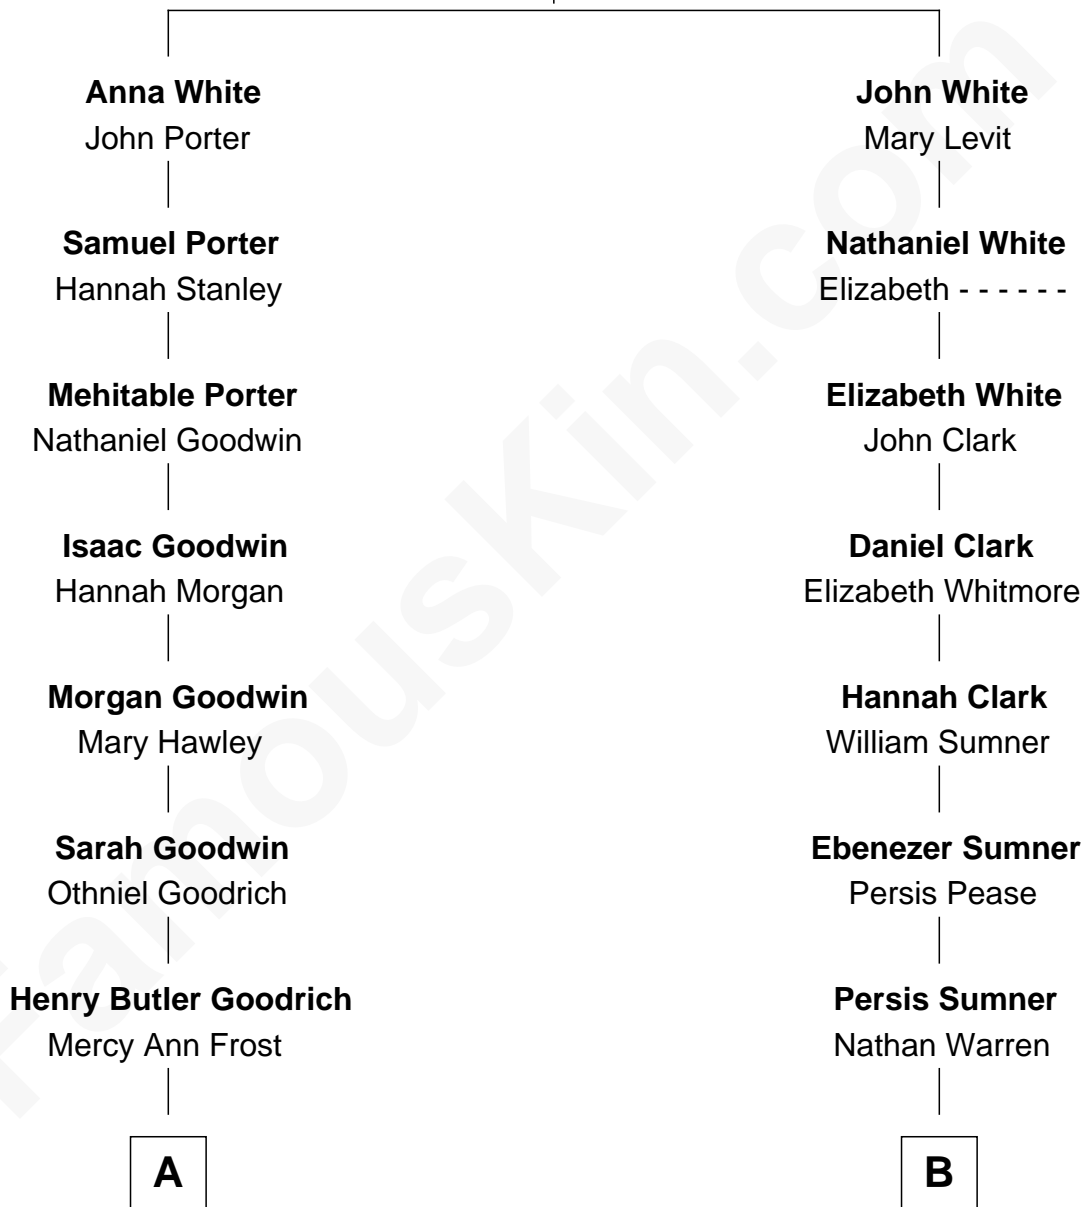 Anna White
John Porter
Samuel Porter
Hannah Stanley
Mehitable Porter
Nathaniel Goodwin
Isaac Goodwin
Hannah Morgan
Morgan Goodwin
Mary Hawley
Sarah Goodwin
Othniel Goodrich
Henry Butler Goodrich
Mercy Ann Frost
A
John White
Mary Levit
Nathaniel White
Elizabeth - - - - - -
Elizabeth White
John Clark
Daniel Clark
Elizabeth Whitmore
Hannah Clark
William Sumner
Ebenezer Sumner
Persis Pease
Persis Sumner
Nathan Warren
B
FamousKin.com